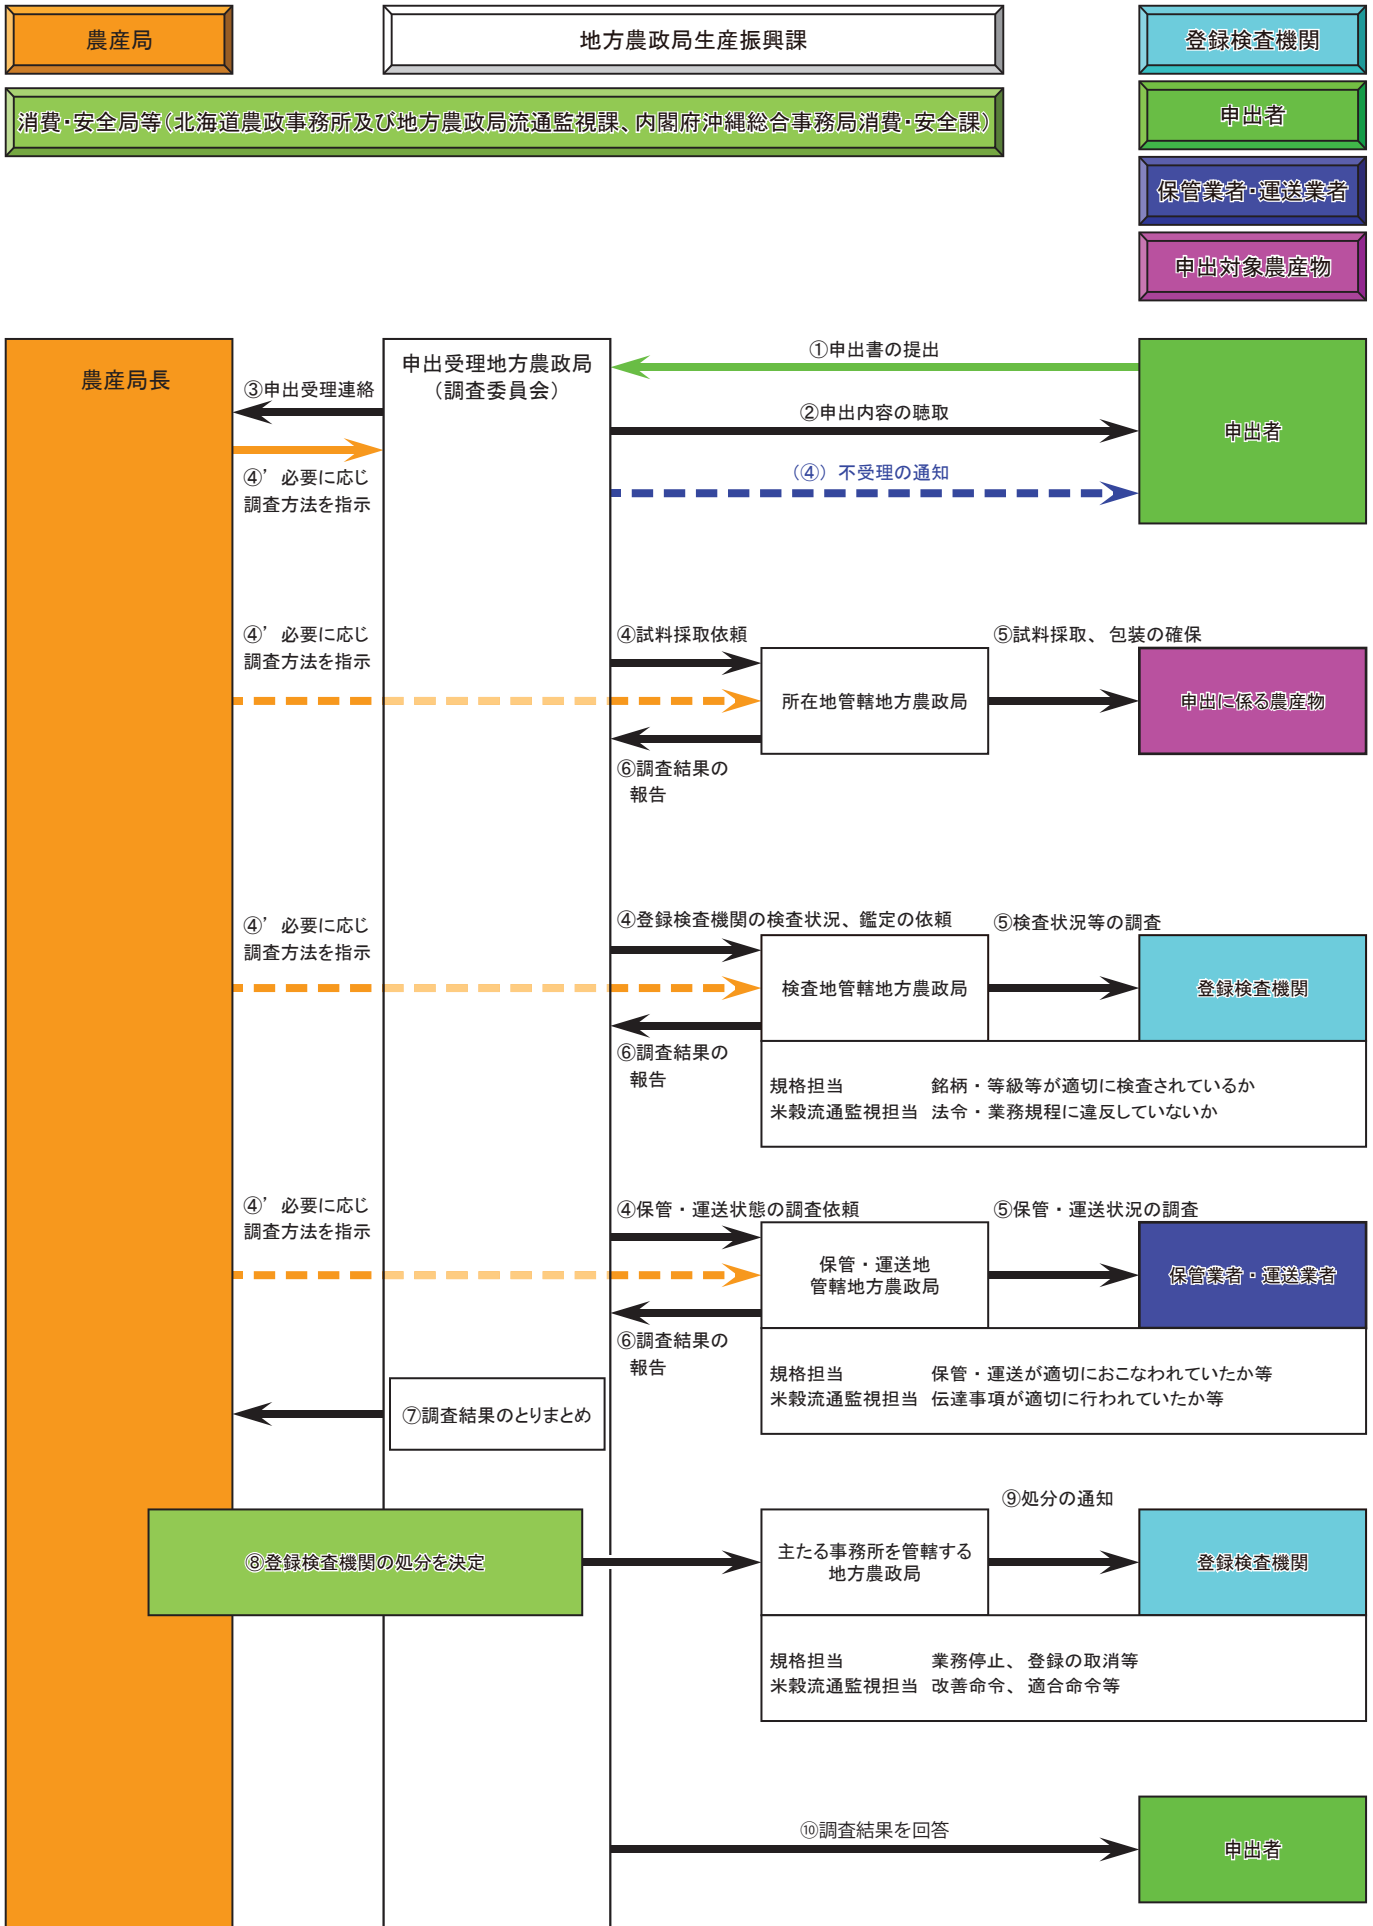 農産局
地方農政局生産振興課
登録検査機関
消費・安全局等（北海道農政事務所及び地方農政局流通監視課、内閣府沖縄総合事務局消費・安全課）
申出者
保管業者・運送業者
申出対象農産物
農産局長
申出受理地方農政局
（調査委員会）
①申出書の提出
③申出受理連絡
②申出内容の聴取
申出者
④’ 必要に応じ
調査方法を指示
（④）不受理の通知
④’ 必要に応じ
調査方法を指示
④試料採取依頼
⑤試料採取、包装の確保
所在地管轄地方農政局
申出に係る農産物
⑥調査結果の
報告
④’ 必要に応じ
調査方法を指示
④登録検査機関の検査状況、鑑定の依頼
⑤検査状況等の調査
検査地管轄地方農政局
登録検査機関
⑥調査結果の
報告
規格担当 銘柄・等級等が適切に検査されているか
米穀流通監視担当 法令・業務規程に違反していないか
④’ 必要に応じ
調査方法を指示
④保管・運送状態の調査依頼
⑤保管・運送状況の調査
保管・運送地
管轄地方農政局
保管業者・運送業者
⑥調査結果の
報告
規格担当 保管・運送が適切におこなわれていたか等
米穀流通監視担当 伝達事項が適切に行われていたか等
⑦調査結果のとりまとめ
⑨処分の通知
⑧登録検査機関の処分を決定
主たる事務所を管轄する
地方農政局
登録検査機関
規格担当 業務停止、登録の取消等
米穀流通監視担当 改善命令、適合命令等
⑩調査結果を回答
申出者